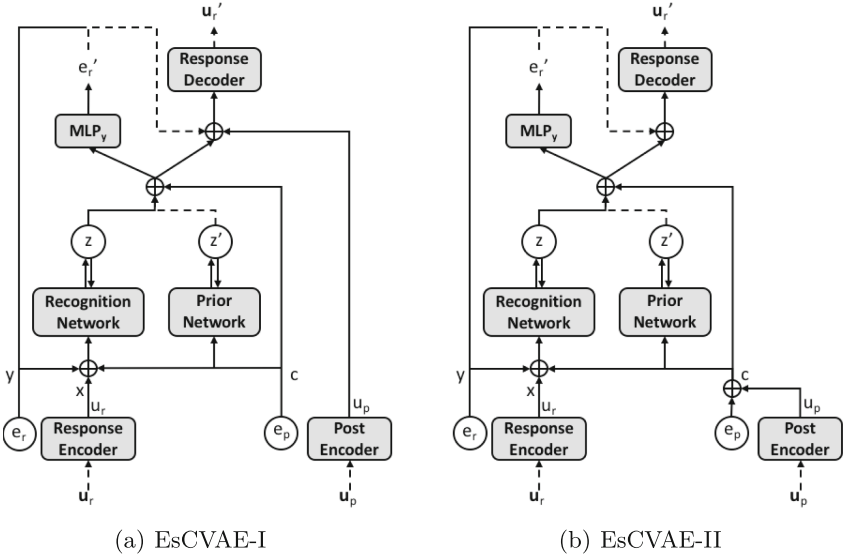 u_r′
Response
Decoder
e_r′
MLP_y
z
z′
Recognition
Network
Prior
Network
y
x
c
u_r
u_p
e_r
Response
Encoder
e_p
Post
Encoder
u_r
u_p
(a) EsCVAE-I
u_r′
Response
Decoder
e_r′
MLP_y
z
z′
Recognition
Network
Prior
Network
y
x
c
u_r
u_p
e_r
Response
Encoder
e_p
Post
Encoder
u_r
u_p
(b) EsCVAE-II